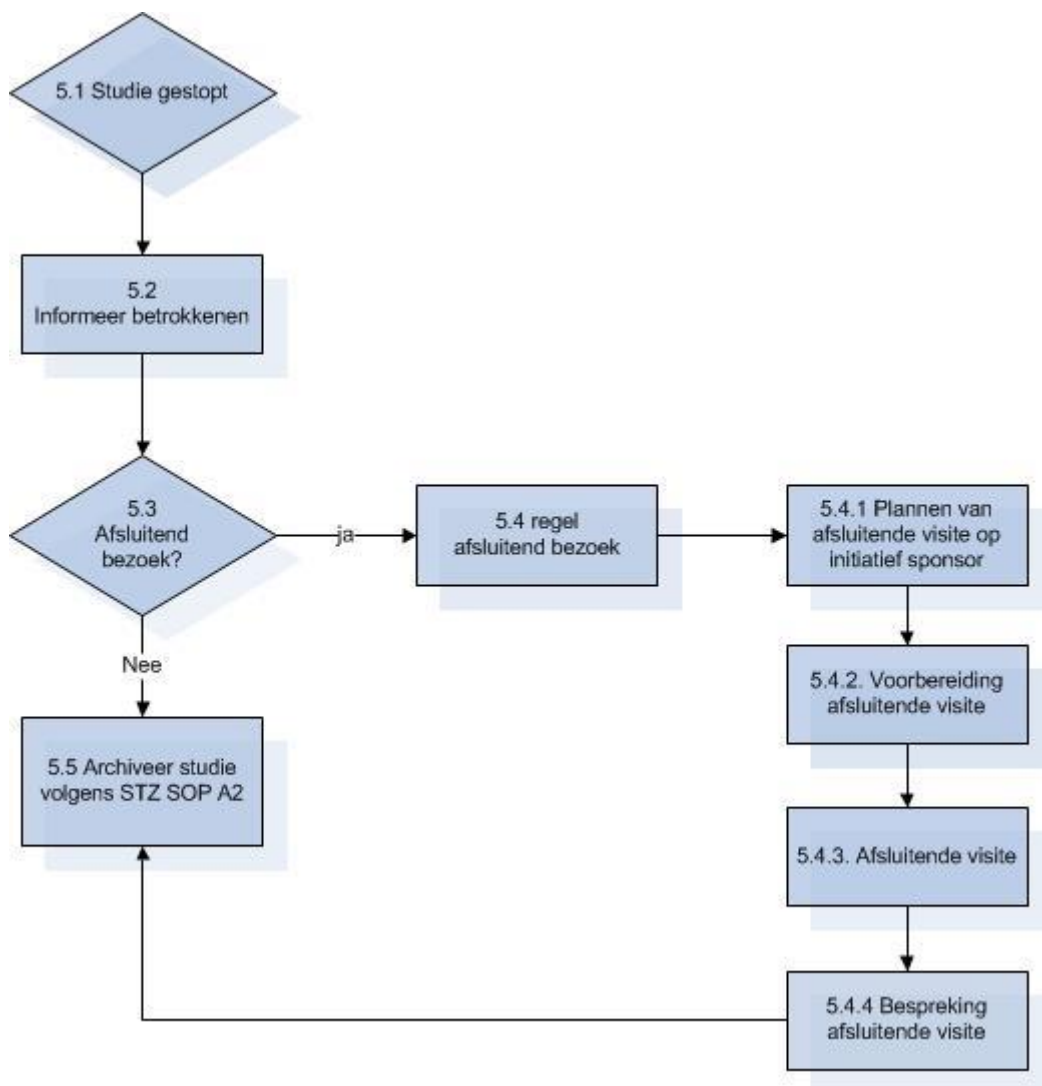 5.1 Studie gestopt
5.2
Informeer betrokkenen
5.3
Afsluitend
bezoek?
ja
5.4 regel
afsluitend bezoek
5.4.1 Plannen van
afsluitende visite op
initiatief sponsor
Nee
5.4.2. Voorbereiding
afsluitende visite
5.5 Archiveer studie
volgens STZ SOP A2
5.4.3. Afsluitende visite
5.4.4 Bespreking
afsluitende visite